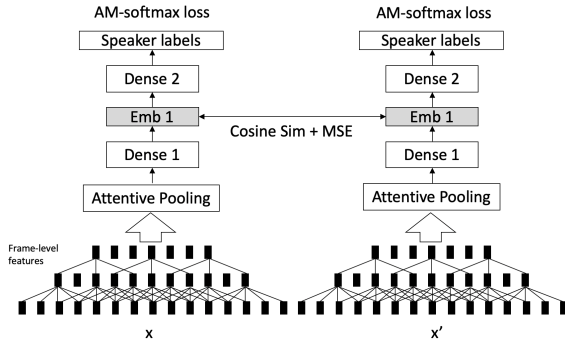 AM-softmax loss
Speaker labels
Dense 2
Emb 1
Dense 1
Attentive Pooling
Frame-level
features
x
Cosine Sim + MSE
AM-softmax loss
Speaker labels
Dense 2
Emb 1
Dense 1
Attentive Pooling
x'